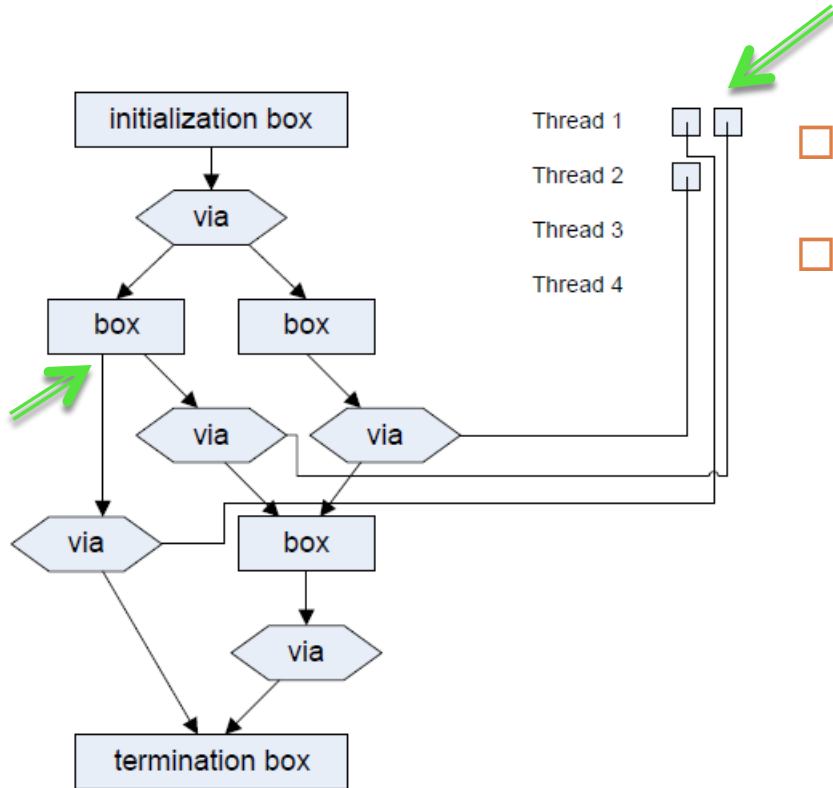 initialization box
Thread 1
Thread 2
Thread 3
Thread 4
via
box
box
via
via
via
box
via
termination box